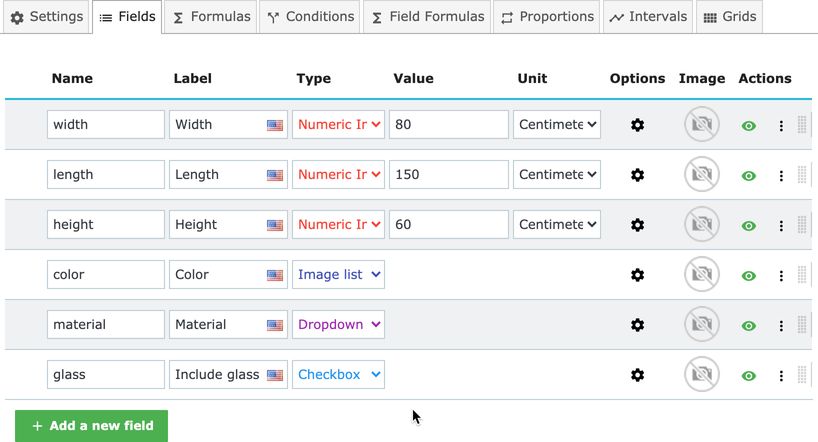 Settings Fields Formulas Conditions Field Formulas Proportions Intervals Grids
Name Label Type Value Unit Options Image Actions
width Width Numeric Ir 80 Centimete
length Length Numeric Ir 150 Centimete
height Height Numeric Ir 60 Centimete
color Color Image list
material Material Dropdown
glass Include glass Checkbox
+ Add a new field